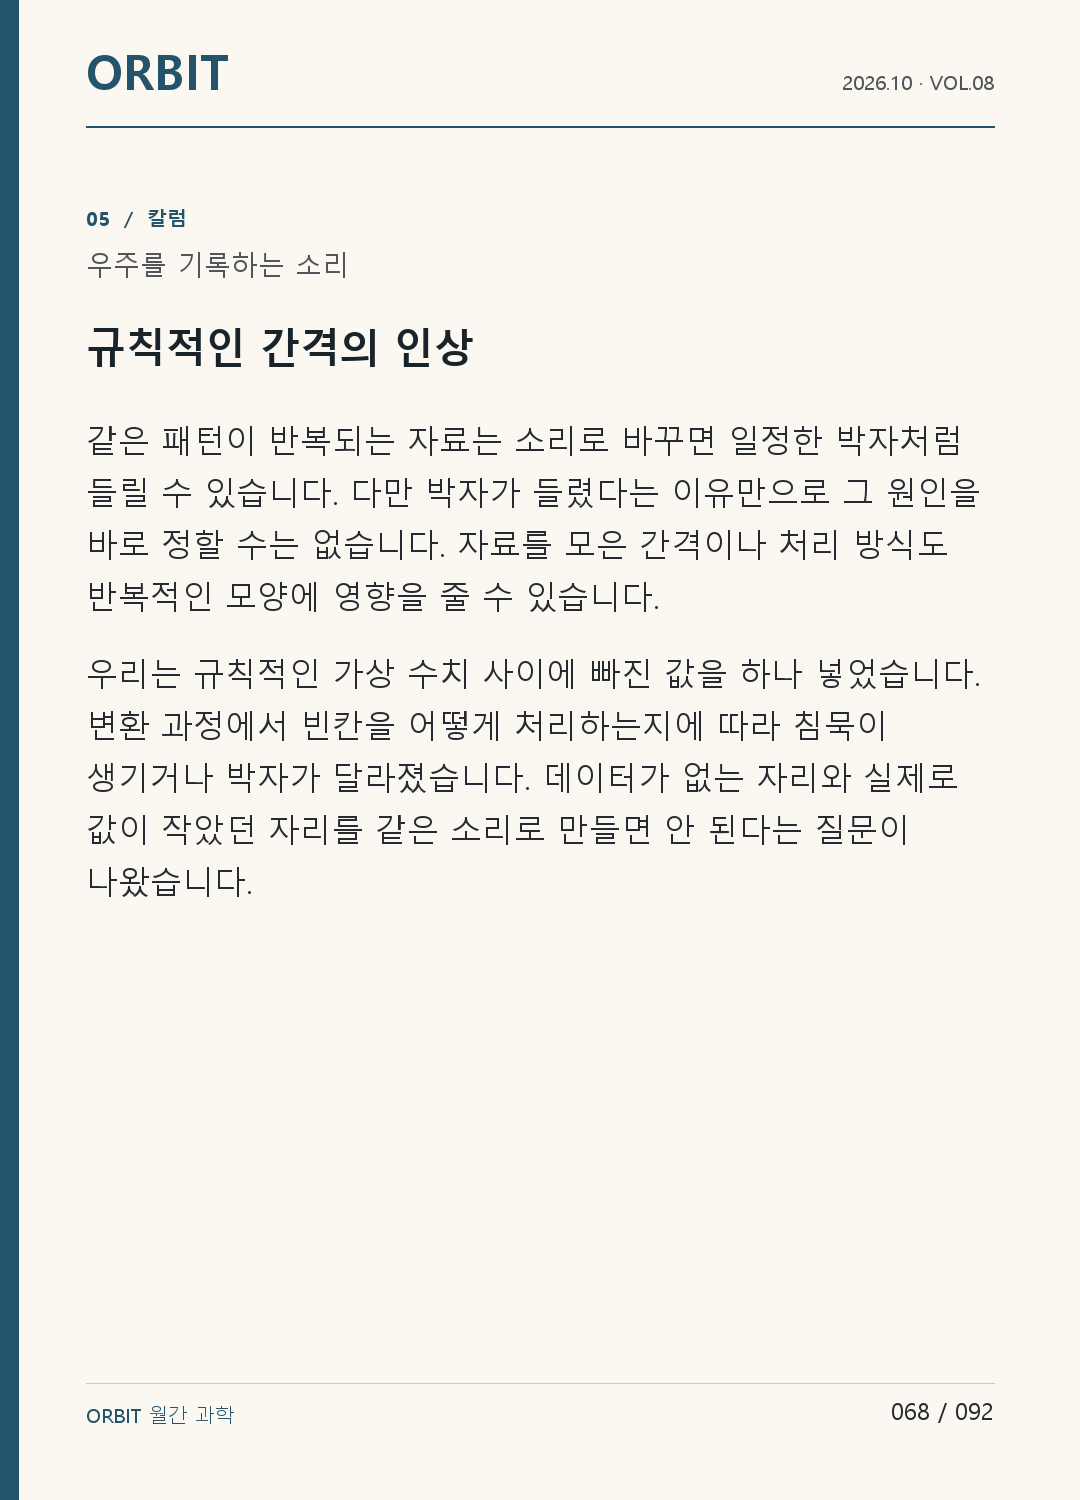 ORBIT
2026.10 · VOL.08
05 / 칼럼
우주를 기록하는 소리
규칙적인 간격의 인상
같은 패턴이 반복되는 자료는 소리로 바꾸면 일정한 박자처럼
들릴 수 있습니다. 다만 박자가 들렸다는 이유만으로 그 원인을
바로 정할 수는 없습니다. 자료를 모은 간격이나 처리 방식도
반복적인 모양에 영향을 줄 수 있습니다.
우리는 규칙적인 가상 수치 사이에 빠진 값을 하나 넣었습니다.
변환 과정에서 빈칸을 어떻게 처리하는지에 따라 침묵이
생기거나 박자가 달라졌습니다. 데이터가 없는 자리와 실제로
값이 작았던 자리를 같은 소리로 만들면 안 된다는 질문이
나왔습니다.
ORBIT 월간 과학
068 / 092